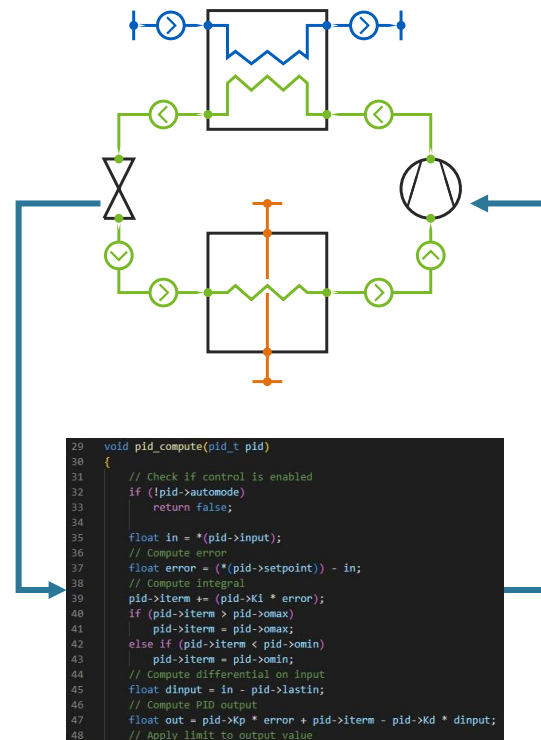 29 void pid_compute(pid_t pid)
30 {
31 // Check if control is enabled
32 if (!pid->automode)
33 return false;
34
35 float in = *(pid->input);
36 // Compute error
37 float error = (*(pid->setpoint)) - in;
38 // Compute integral
39 pid->iterm += (pid->Ki * error);
40 if (pid->iterm > pid->omax)
41 pid->iterm = pid->omax;
42 else if (pid->iterm < pid->omin)
43 pid->iterm = pid->omin;
44 // Compute differential on input
45 float dinput = in - pid->lastin;
46 // Compute PID output
47 float out = pid->Kp * error + pid->iterm - pid->Kd * dinput;
48 // Apply limit to output value